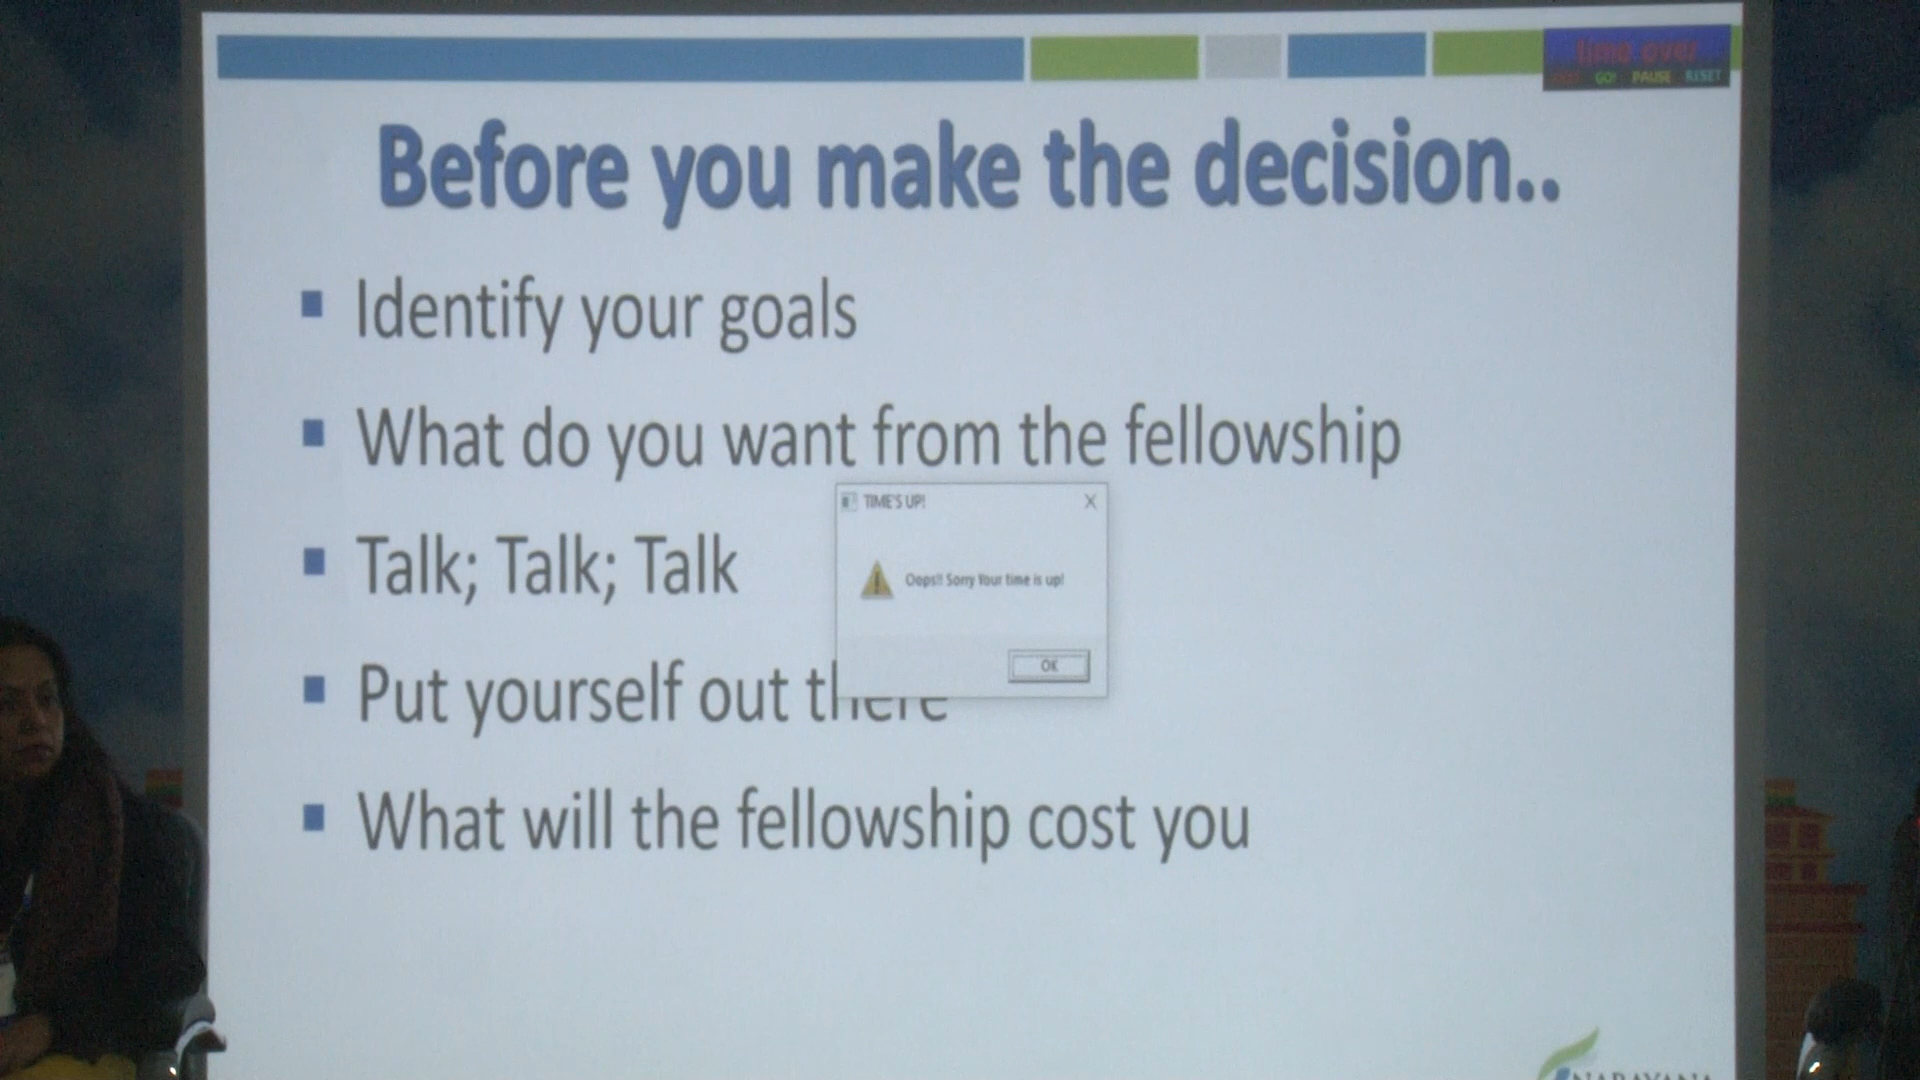 time over
GO! PAUSE RESET
Before you make the decision..
Identify your goals
What do you want from the fellowship
TIME'S UP!
Talk; Talk; Talk
Oops!! Sorry Your time is up!
OK
Put yourself out there
What will the fellowship cost you
NARAYANA